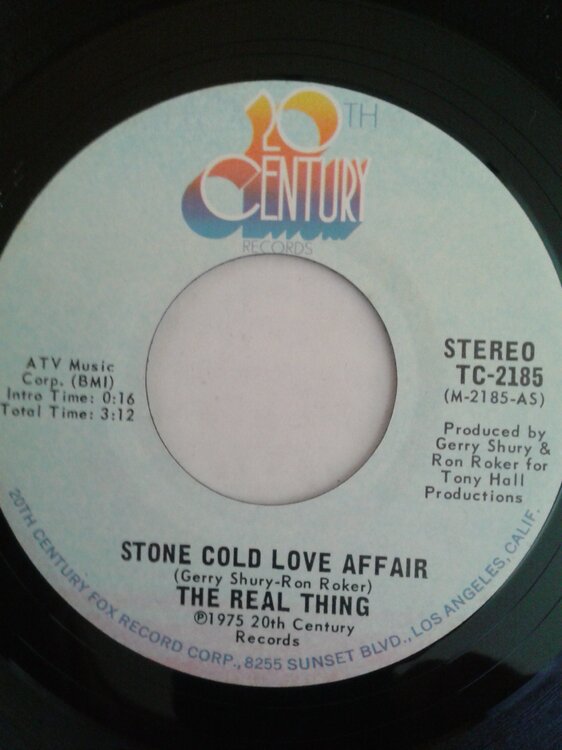 20TH
CENTURY
RECORDS
ATV Music
Corp. (BMI)
Intro Time: 0:16
Total Time: 3:12
STEREO
TC-2185
(M-2185-AS)
Produced by
Gerry Shury &
Ron Roker for
Tony Hall
Productions
STONE COLD LOVE AFFAIR
(Gerry Shury-Ron Roker)
THE REAL THING
℗1975 20th Century
Records
20TH CENTURY FOX RECORD CORP., 8255 SUNSET BLVD., LOS ANGELES, CALIF.